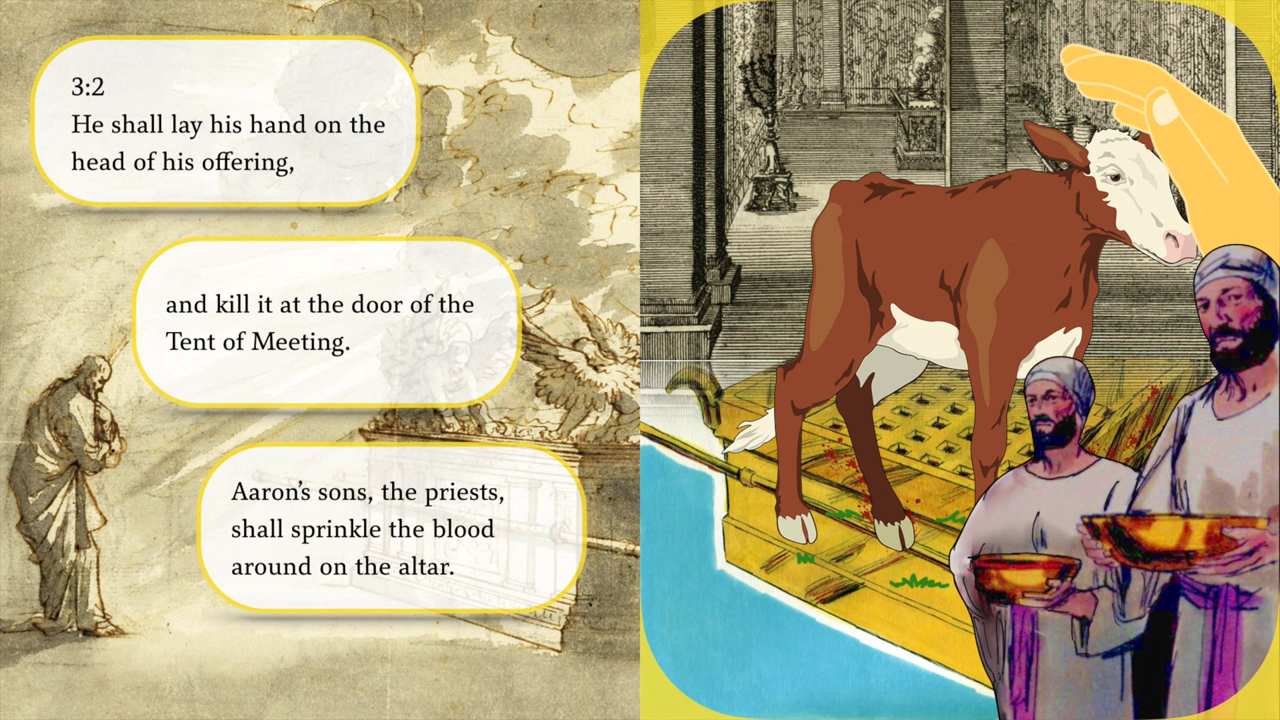 3:2
He shall lay his hand on the
head of his offering,
and kill it at the door of the
Tent of Meeting.
Aaron’s sons, the priests,
shall sprinkle the blood
around on the altar.